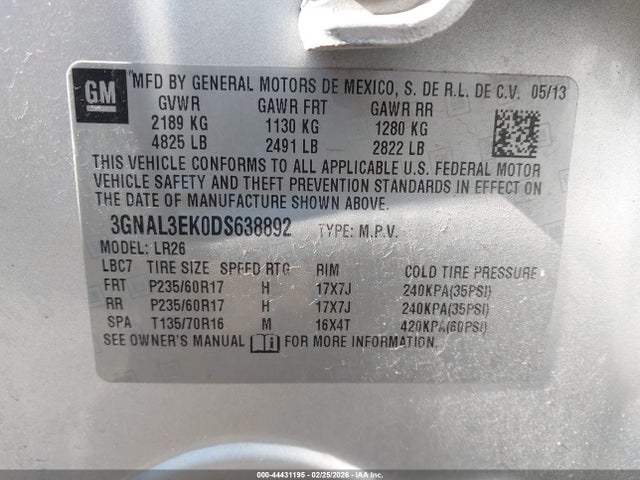 GM
MFD BY GENERAL MOTORS DE MEXICO, S. DE R.L. DE C.V. 05/13
GVWR GAWR FRT GAWR RR
2189 KG 1130 KG 1280 KG
4825 LB 2491 LB 2822 LB
THIS VEHICLE CONFORMS TO ALL APPLICABLE U.S. FEDERAL MOTOR
VEHICLE SAFETY AND THEFT PREVENTION STANDARDS IN EFFECT ON
THE DATE OF MANUFACTURE SHOWN ABOVE.
3GNAL3EK0DS638892 TYPE: M.P.V.
MODEL: LR26
LBC7 TIRE SIZE SPEED RTG RIM COLD TIRE PRESSURE
FRT P235/60R17 H 17X7J 240KPA(35PSI)
RR P235/60R17 H 17X7J 240KPA(35PSI)
SPA T135/70R16 M 16X4T 420KPA(60PSI)
SEE OWNER'S MANUAL FOR MORE INFORMATION.
000-44431195 - 02/25/2026 - IAAI, Inc.